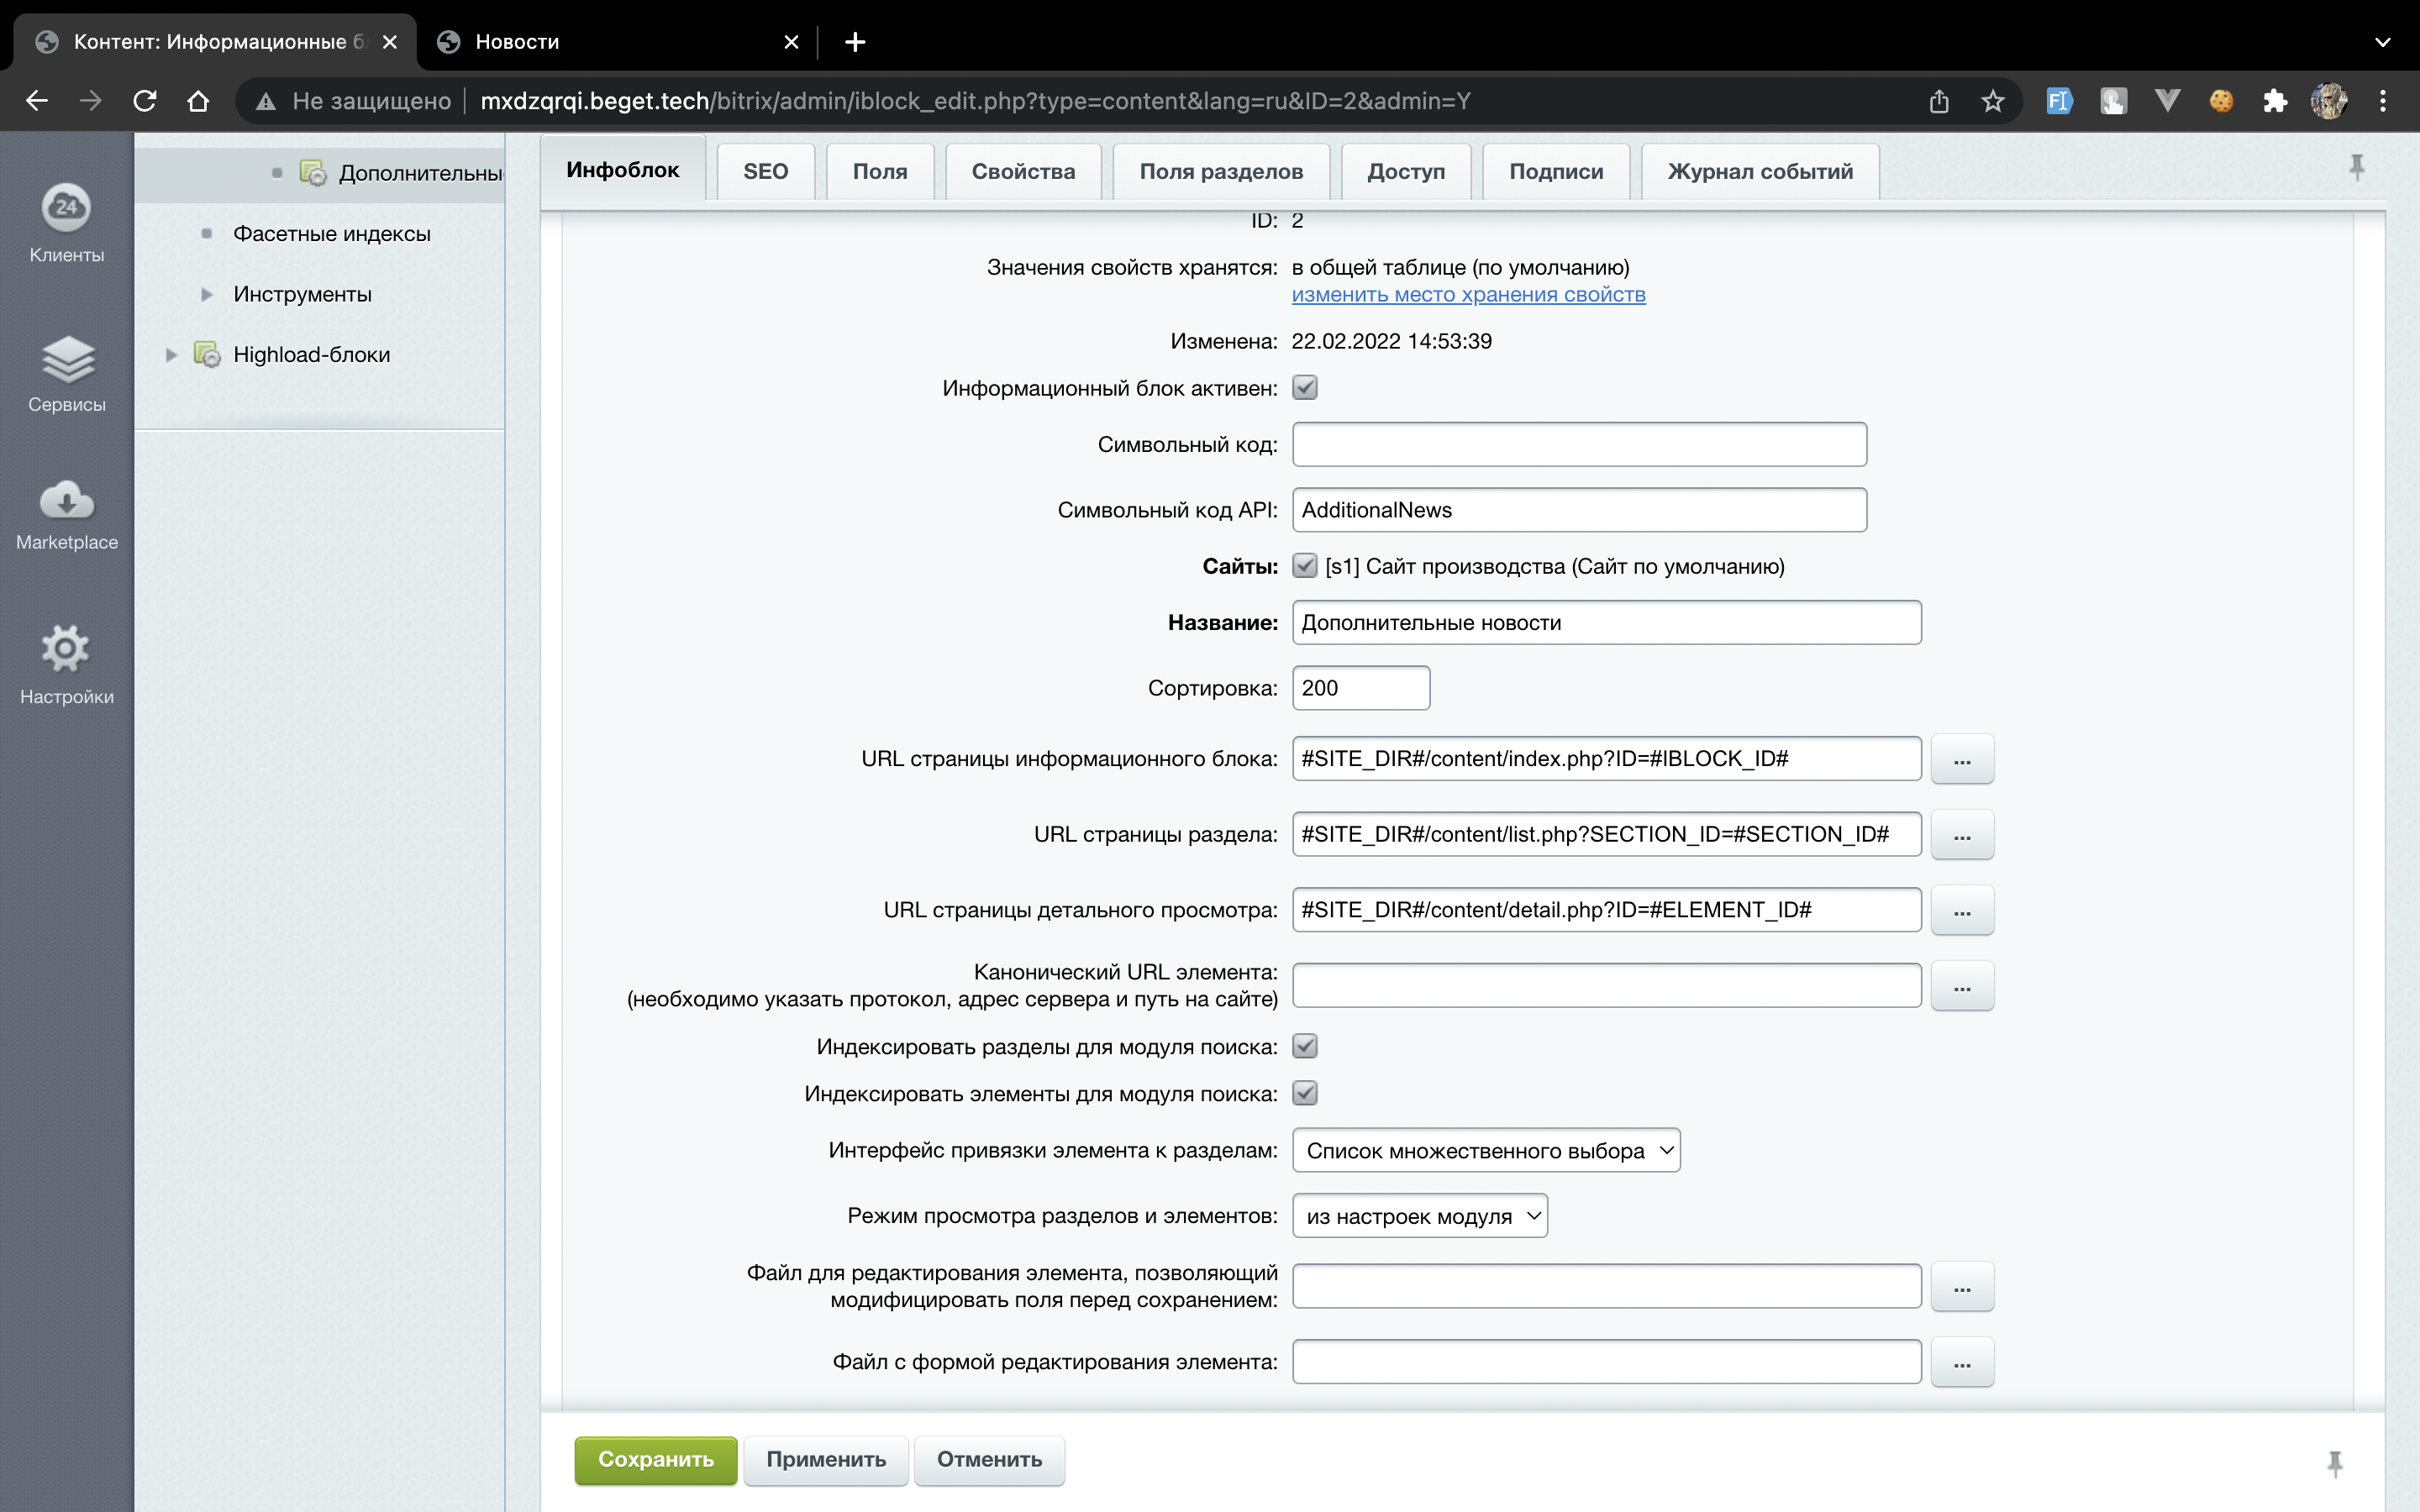 Контент: Информационные б
Новости
Не защищено
mxdzqrqi.beget.tech/bitrix/admin/iblock_edit.php?type=content&lang=ru&ID=2&admin=Y
24
Клиенты
Сервисы
Marketplace
Настройки
Дополнительны
Фасетные индексы
Инструменты
Highload-блоки
Инфоблок
SEO
Поля
Свойства
Поля разделов
Доступ
Подписи
Журнал событий
ID: 2
Значения свойств хранятся: в общей таблице (по умолчанию)
изменить место хранения свойств
Изменена: 22.02.2022 14:53:39
Информационный блок активен:
Символьный код:
Символьный код API: AdditionalNews
Сайты: [s1] Сайт производства (Сайт по умолчанию)
Название: Дополнительные новости
Сортировка: 200
URL страницы информационного блока: #SITE_DIR#/content/index.php?ID=#IBLOCK_ID# ...
URL страницы раздела: #SITE_DIR#/content/list.php?SECTION_ID=#SECTION_ID# ...
URL страницы детального просмотра: #SITE_DIR#/content/detail.php?ID=#ELEMENT_ID# ...
Канонический URL элемента:
(необходимо указать протокол, адрес сервера и путь на сайте) ...
Индексировать разделы для модуля поиска:
Индексировать элементы для модуля поиска:
Интерфейс привязки элемента к разделам: Список множественного выбора
Режим просмотра разделов и элементов: из настроек модуля
Файл для редактирования элемента, позволяющий
модифицировать поля перед сохранением: ...
Файл с формой редактирования элемента: ...
Сохранить
Применить
Отменить